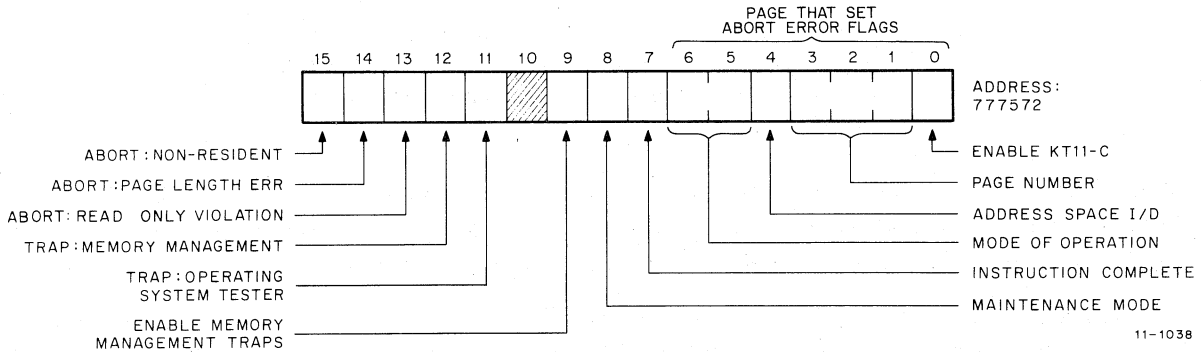 PAGE THAT SET
ABORT ERROR FLAGS
15 14 13 12 11 10 9 8 7 6 5 4 3 2 1 0
ADDRESS:
777572
ABORT:NON-RESIDENT
ABORT:PAGE LENGTH ERR
ABORT:READ ONLY VIOLATION
TRAP:MEMORY MANAGEMENT
TRAP:OPERATING
SYSTEM TESTER
ENABLE MEMORY
MANAGEMENT TRAPS
ENABLE KT11-C
PAGE NUMBER
ADDRESS SPACE I/D
MODE OF OPERATION
INSTRUCTION COMPLETE
MAINTENANCE MODE
11-1038